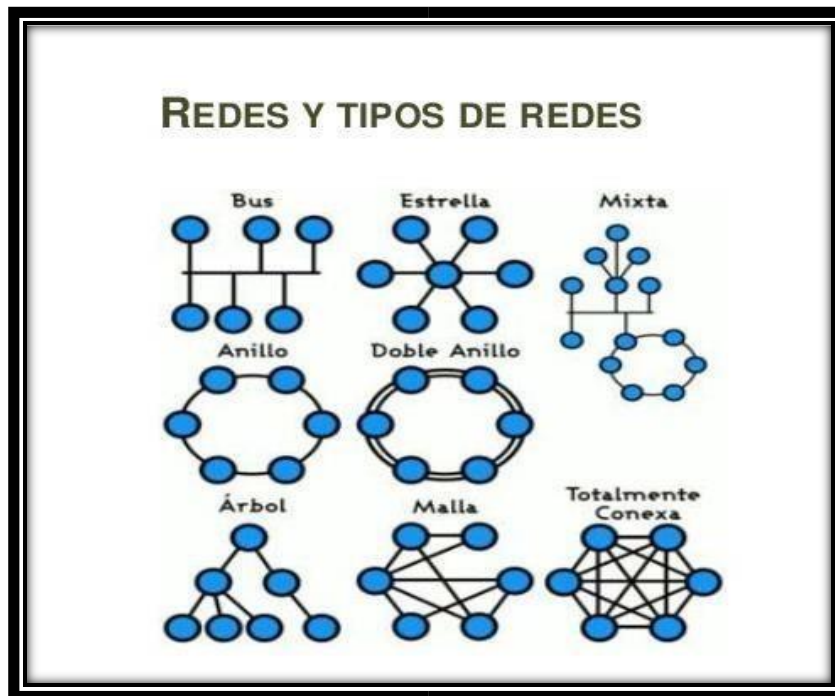 REDES Y TIPOS DE REDES
Bus
Estrella
Mixta
Anillo
Doble Anillo
Árbol
Malla
Totalmente
Conexa